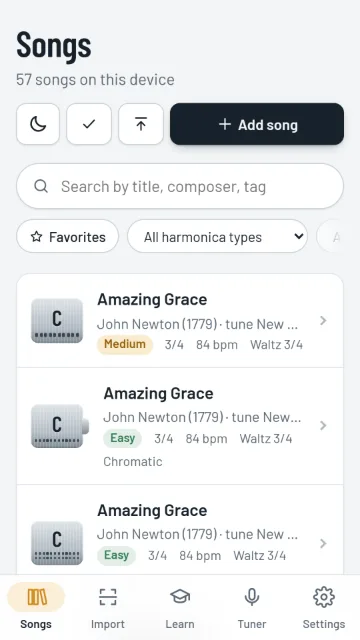 Songs
57 songs on this device
Add song
Search by title, composer, tag
Favorites
All harmonica types
A
C
Amazing Grace
John Newton (1779) · tune New ...
Medium 3/4 84 bpm Waltz 3/4
C
Amazing Grace
John Newton (1779) · tune New...
Easy 3/4 84 bpm Waltz 3/4
Chromatic
C
Amazing Grace
John Newton (1779) · tune New ...
Easy 3/4 84 bpm Waltz 3/4
Songs Import Learn Tuner Settings